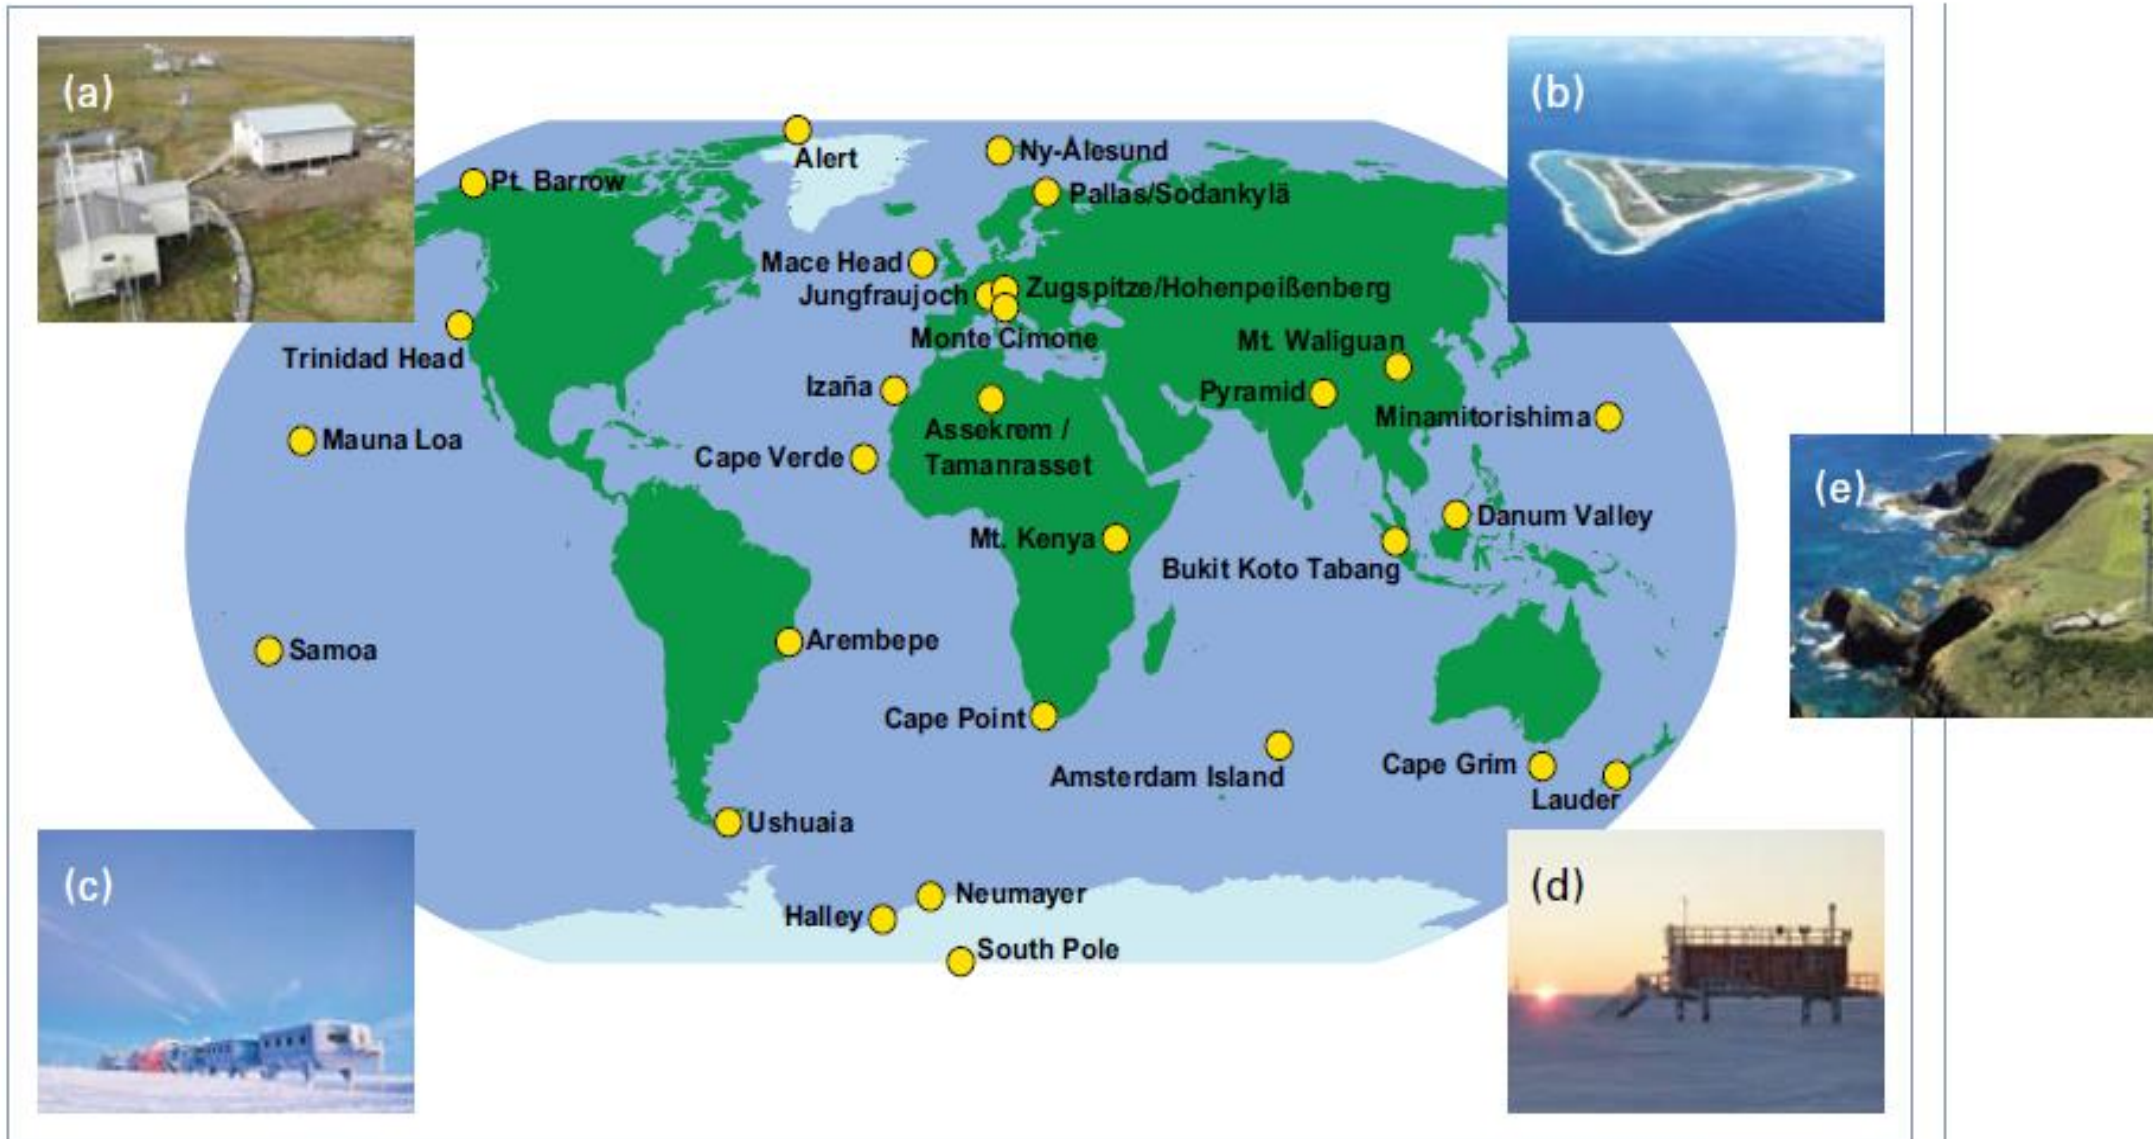 (a)
(b)
Alert
Ny-Ålesund
Pt. Barrow
Pallas/Sodankylä
Mace Head
Jungfraujoch
Zugspitze/Hohenpeißenberg
Monte Cimone
Mt. Waliguan
Trinidad Head
Izaña
Pyramid
Minamitorishima
Mauna Loa
Assekrem /
Tamanrasset
Cape Verde
(e)
Danum Valley
Mt. Kenya
Bukit Koto Tabang
Samoa
Arembepe
Cape Point
Amsterdam Island
Cape Grim
Lauder
Ushuaia
(c)
(d)
Neumayer
Halley
South Pole